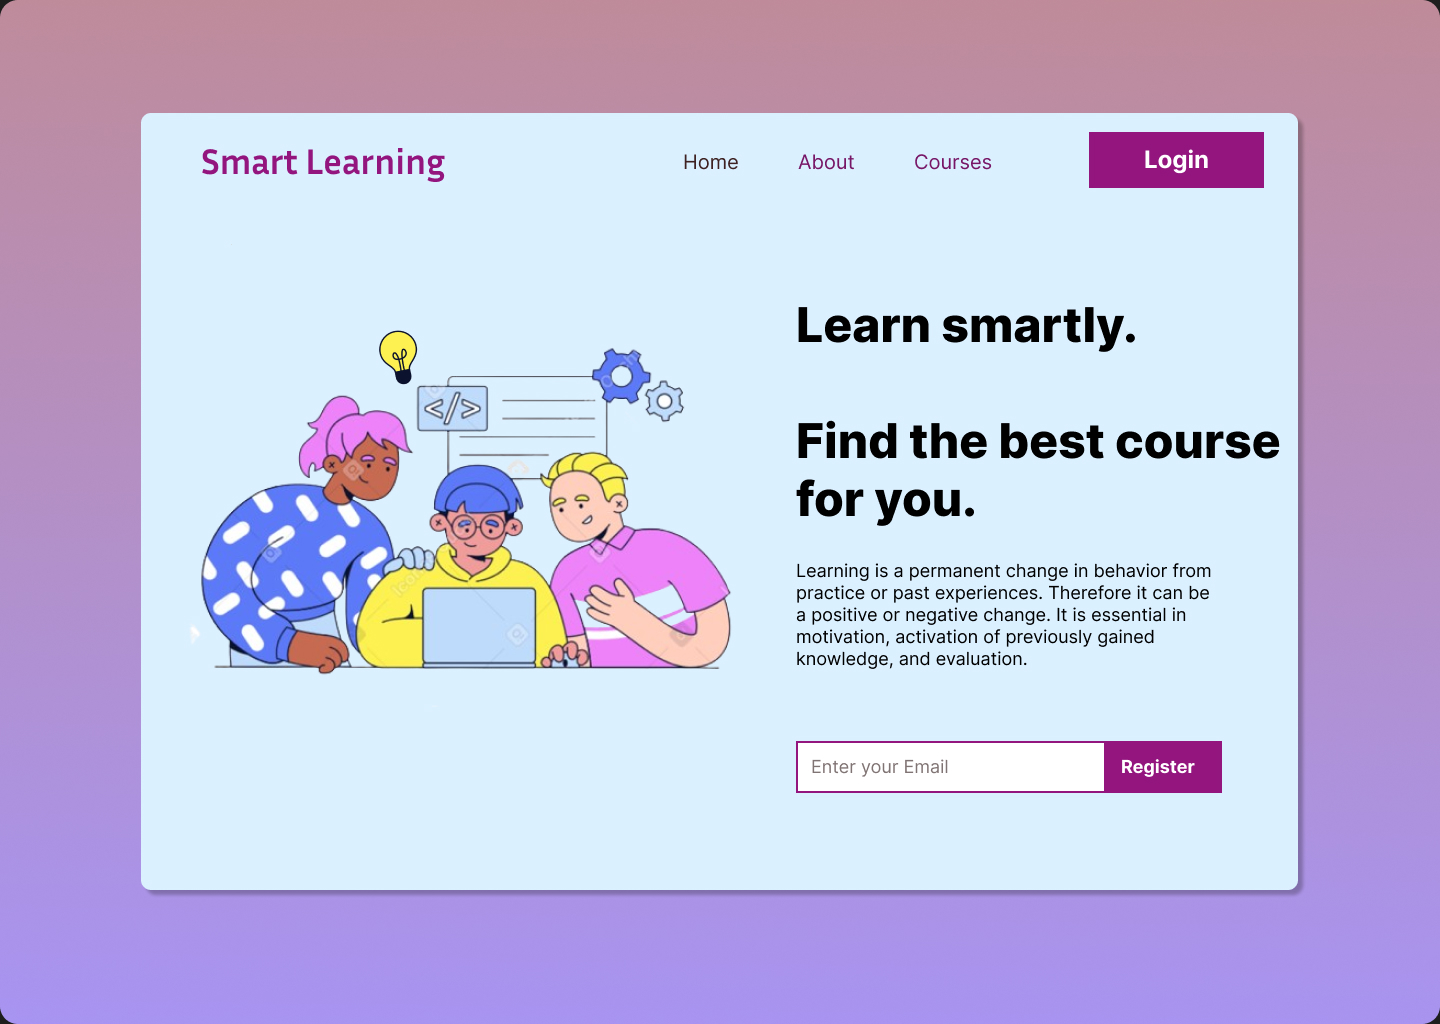 Smart Learning
Home
About
Courses
Login
</>
Learn smartly.
Find the best course
for you.
Learning is a permanent change in behavior from
practice or past experiences. Therefore it can be
a positive or negative change. It is essential in
motivation, activation of previously gained
knowledge, and evaluation.
Enter your Email
Register